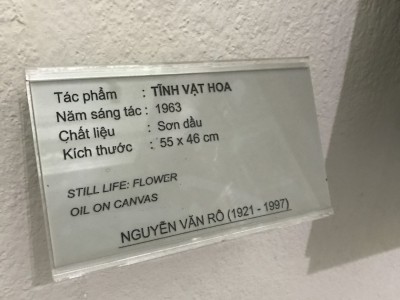 Tác phẩm : TĨNH VẬT HOA
Năm sáng tác : 1963
Chất liệu : Sơn dầu
Kích thước : 55 x 46 cm
STILL LIFE: FLOWER
OIL ON CANVAS
NGUYỄN VĂN RÔ (1921 - 1997)